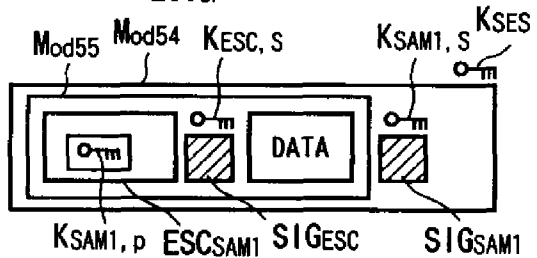 Mod55
Mod54
KESC, S
KSAM1, S
KSES
DATA
KSAM1, p
ESCSAM1
SIGESC
SIGSAM1